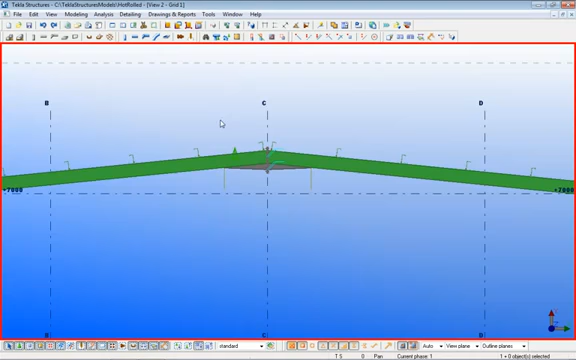 Tekla Structures - C:\TeklaStructuresModels\HotRolled - [View 2 - Grid 1]
File Edit View Modeling Analysis Detailing Drawings & Reports Tools Window Help
B C D
+7000 +7000
B C D
standard Auto View plane Outline planes
T S 0 Pan Current phase: 1 1 + 0 object(s) selected